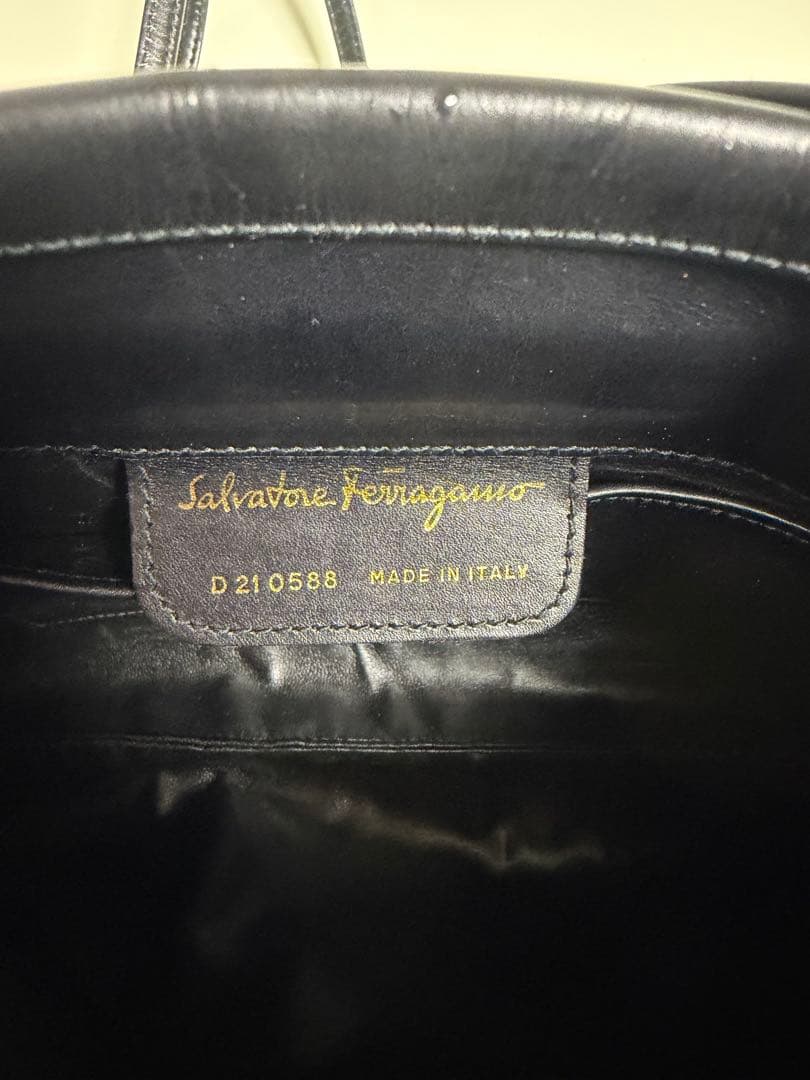 Salvatore Ferragamo
D 21 0588 MADE IN ITALY